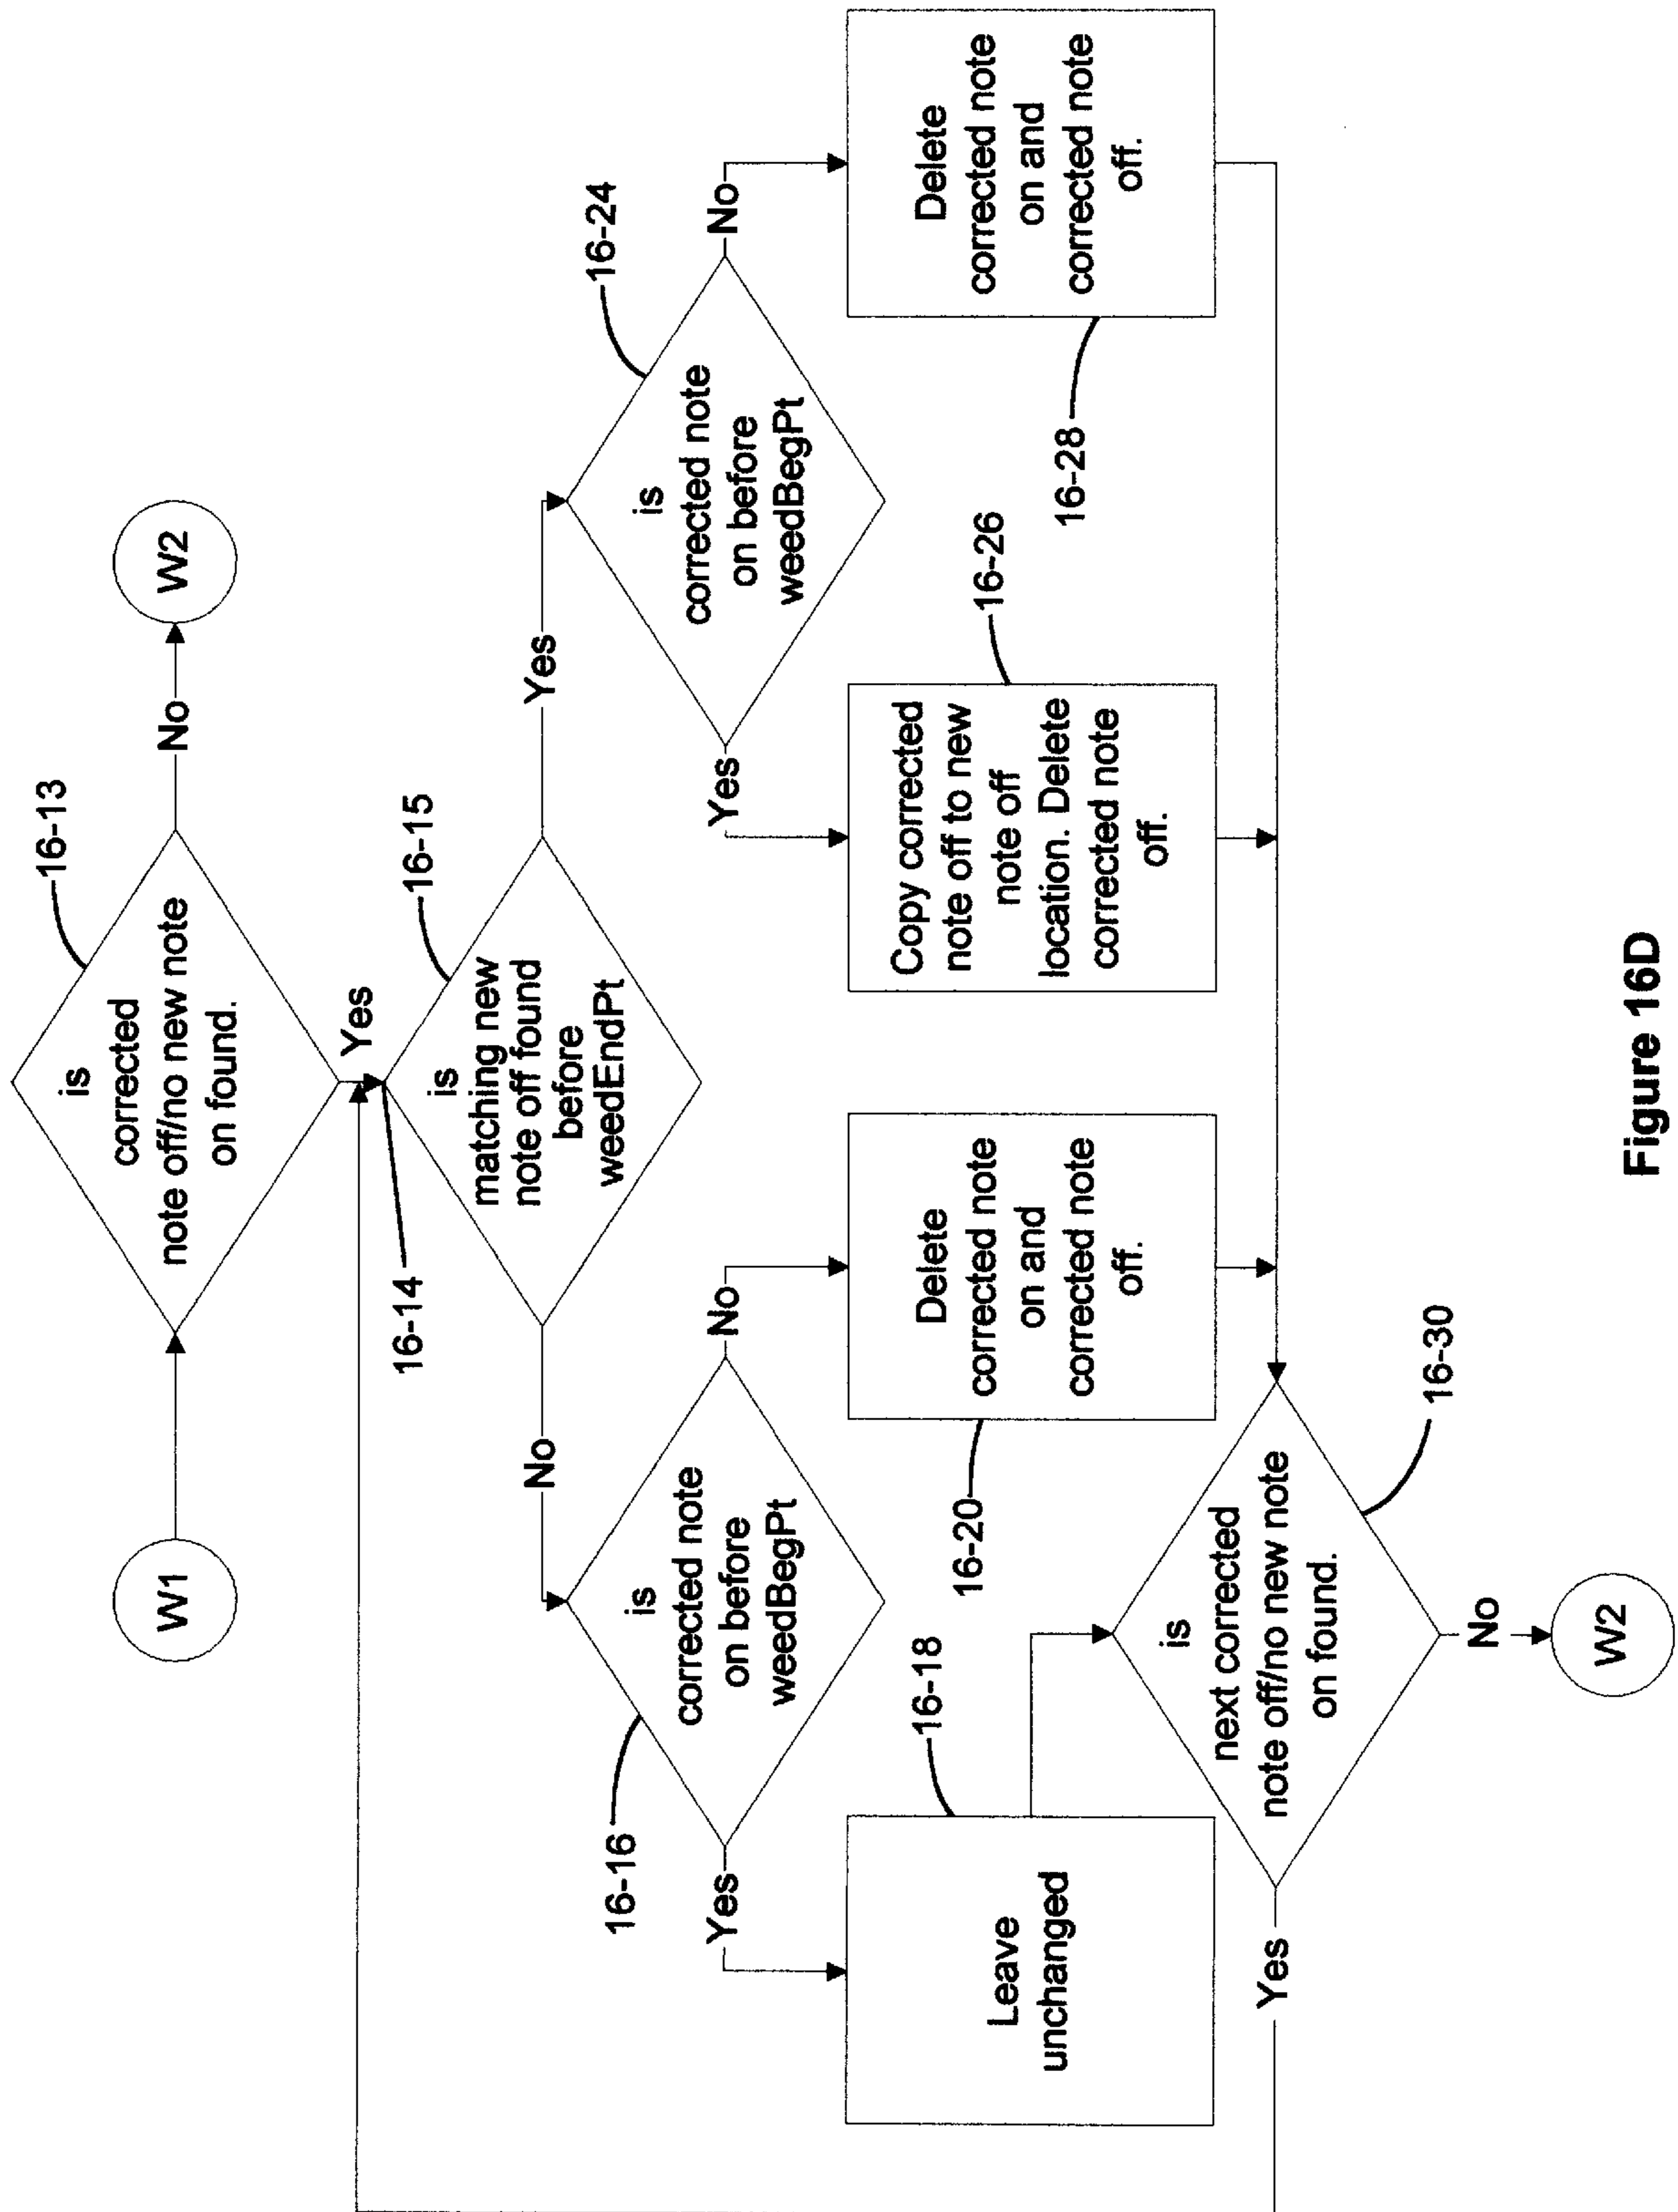 W1
is
corrected
note off/no new note
on found.
16-13
No
W2
Yes
16-14
is
matching new
note off found
before
weedEndPt
16-15
No
Yes
is
corrected note
on before
weedBegPt
16-16
is
corrected note
on before
weedBegPt
16-24
Yes
No
Yes
No
Leave
unchanged
16-18
Delete
corrected note
on and
corrected note
off.
16-20
Copy corrected
note off to new
note off
location. Delete
corrected note
off.
16-26
Delete
corrected note
on and
corrected note
off.
16-28
is
next corrected
note off/no new note
on found.
16-30
Yes
No
W2
Figure 16D